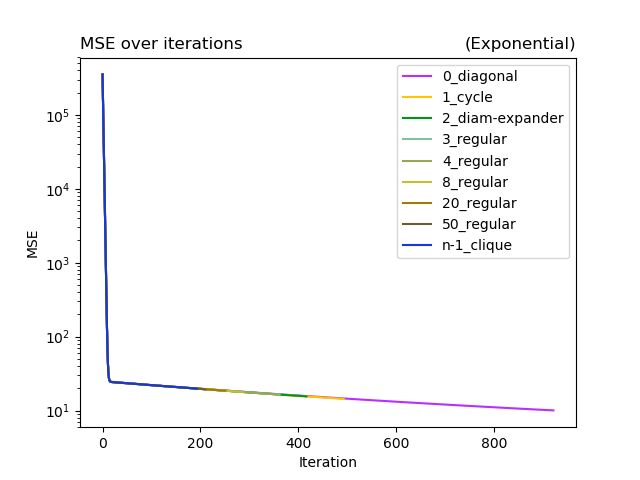 MSE over iterations (Exponential)
0_diagonal
1_cycle
2_diam-expander
3_regular
4_regular
8_regular
20_regular
50_regular
n-1_clique
MSE
10^5
10^4
10^3
10^2
10^1
0 200 400 600 800
Iteration